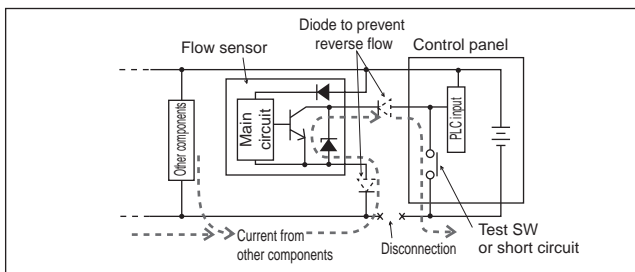 Diode to prevent
reverse flow
Flow sensor
Control panel
Other components
Main
circuit
PLC input
Current from
other components
Disconnection
Test SW
or short circuit